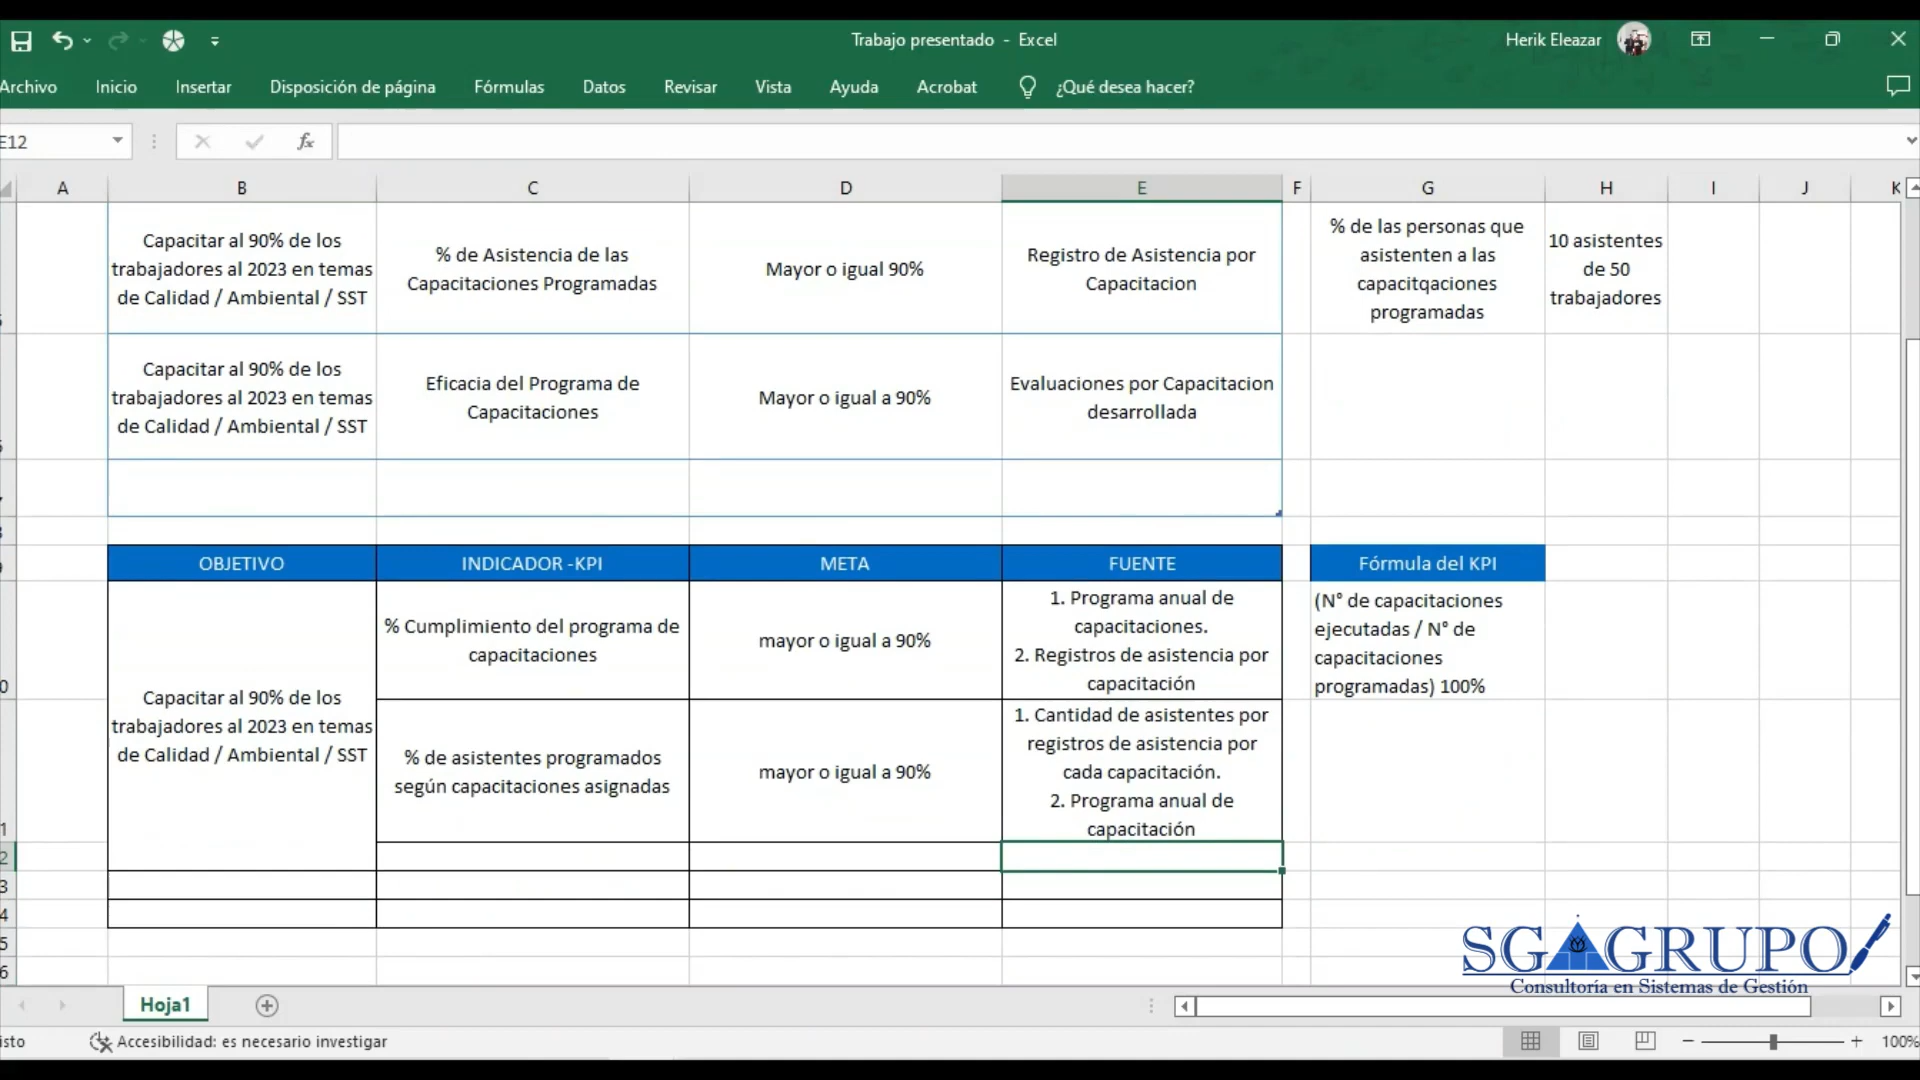 Trabajo presentado - Excel
Herik Eleazar
Archivo Inicio Insertar Disposición de página Fórmulas Datos Revisar Vista Ayuda Acrobat ¿Qué desea hacer?
E12
fx
A B C D E F G H I J K
Capacitar al 90% de los
trabajadores al 2023 en temas
de Calidad / Ambiental / SST
% de Asistencia de las
Capacitaciones Programadas
Mayor o igual 90%
Registro de Asistencia por
Capacitacion
% de las personas que
asistenten a las
capacitqaciones
programadas
10 asistentes
de 50
trabajadores
Capacitar al 90% de los
trabajadores al 2023 en temas
de Calidad / Ambiental / SST
Eficacia del Programa de
Capacitaciones
Mayor o igual a 90%
Evaluaciones por Capacitacion
desarrollada
OBJETIVO INDICADOR -KPI META FUENTE Fórmula del KPI
Capacitar al 90% de los
trabajadores al 2023 en temas
de Calidad / Ambiental / SST
% Cumplimiento del programa de
capacitaciones
mayor o igual a 90%
1. Programa anual de
capacitaciones.
2. Registros de asistencia por
capacitación
(N° de capacitaciones
ejecutadas / N° de
capacitaciones
programadas) 100%
% de asistentes programados
según capacitaciones asignadas
mayor o igual a 90%
1. Cantidad de asistentes por
registros de asistencia por
cada capacitación.
2. Programa anual de
capacitación
SG GRUPO
Consultoría en Sistemas de Gestión
Hoja1
isto
Accesibilidad: es necesario investigar
100%